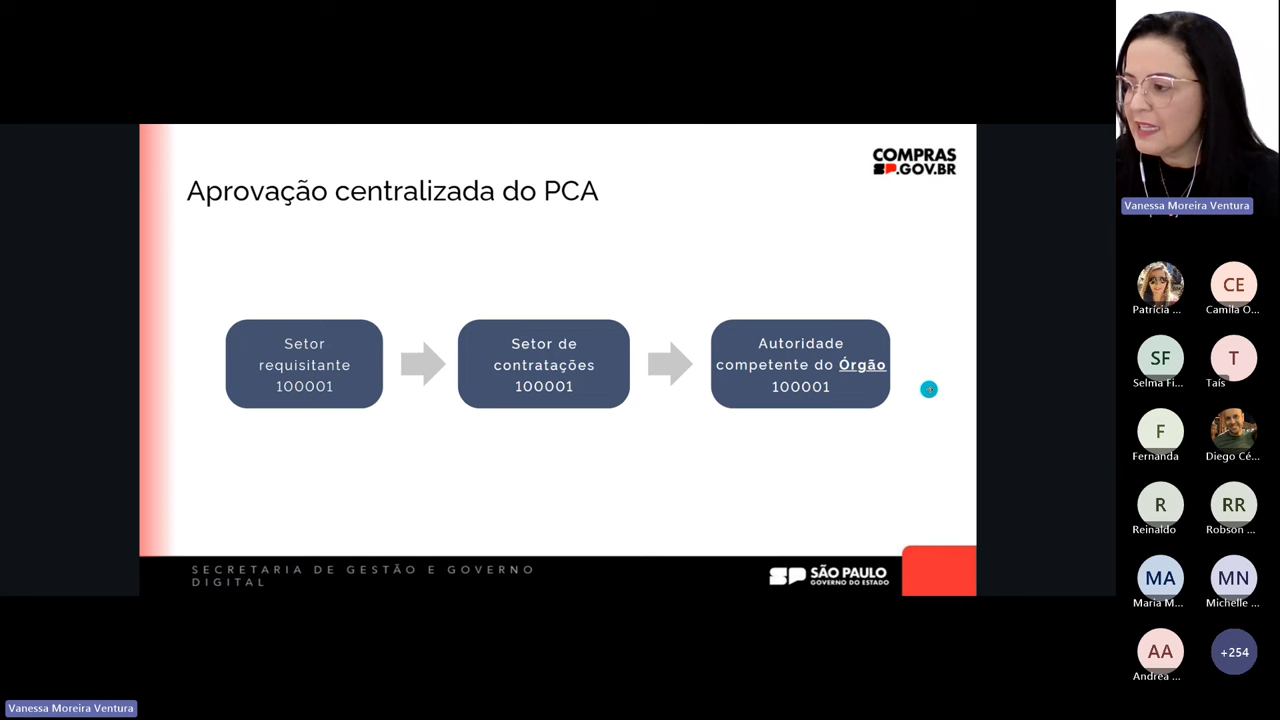 COMPRAS
SP.GOV.BR
Aprovação centralizada do PCA
Setor
requisitante
100001
Setor de
contratações
100001
Autoridade
competente do Órgão
100001
SECRETARIA DE GESTÃO E GOVERNO
DIGITAL
SP SÃO PAULO
GOVERNO DO ESTADO
Vanessa Moreira Ventura
Patrícia ...
CE
Camila O...
SF
Selma Fi...
T
Taís
F
Fernanda
Diego Cé...
R
Reinaldo
RR
Robson ...
MA
Maria M...
MN
Michelle ...
AA
Andrea ...
+254
Vanessa Moreira Ventura